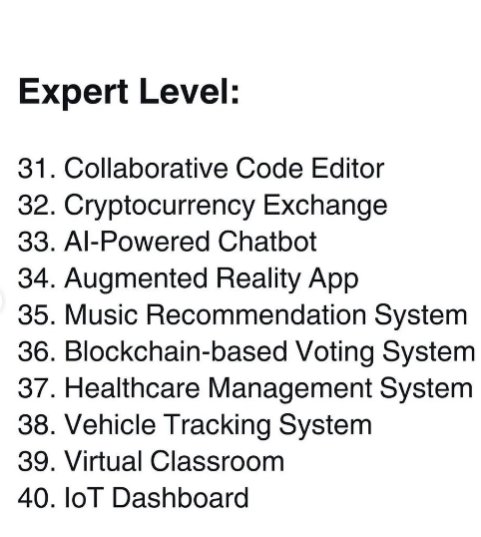 Expert Level:
31. Collaborative Code Editor
32. Cryptocurrency Exchange
33. AI-Powered Chatbot
34. Augmented Reality App
35. Music Recommendation System
36. Blockchain-based Voting System
37. Healthcare Management System
38. Vehicle Tracking System
39. Virtual Classroom
40. IoT Dashboard